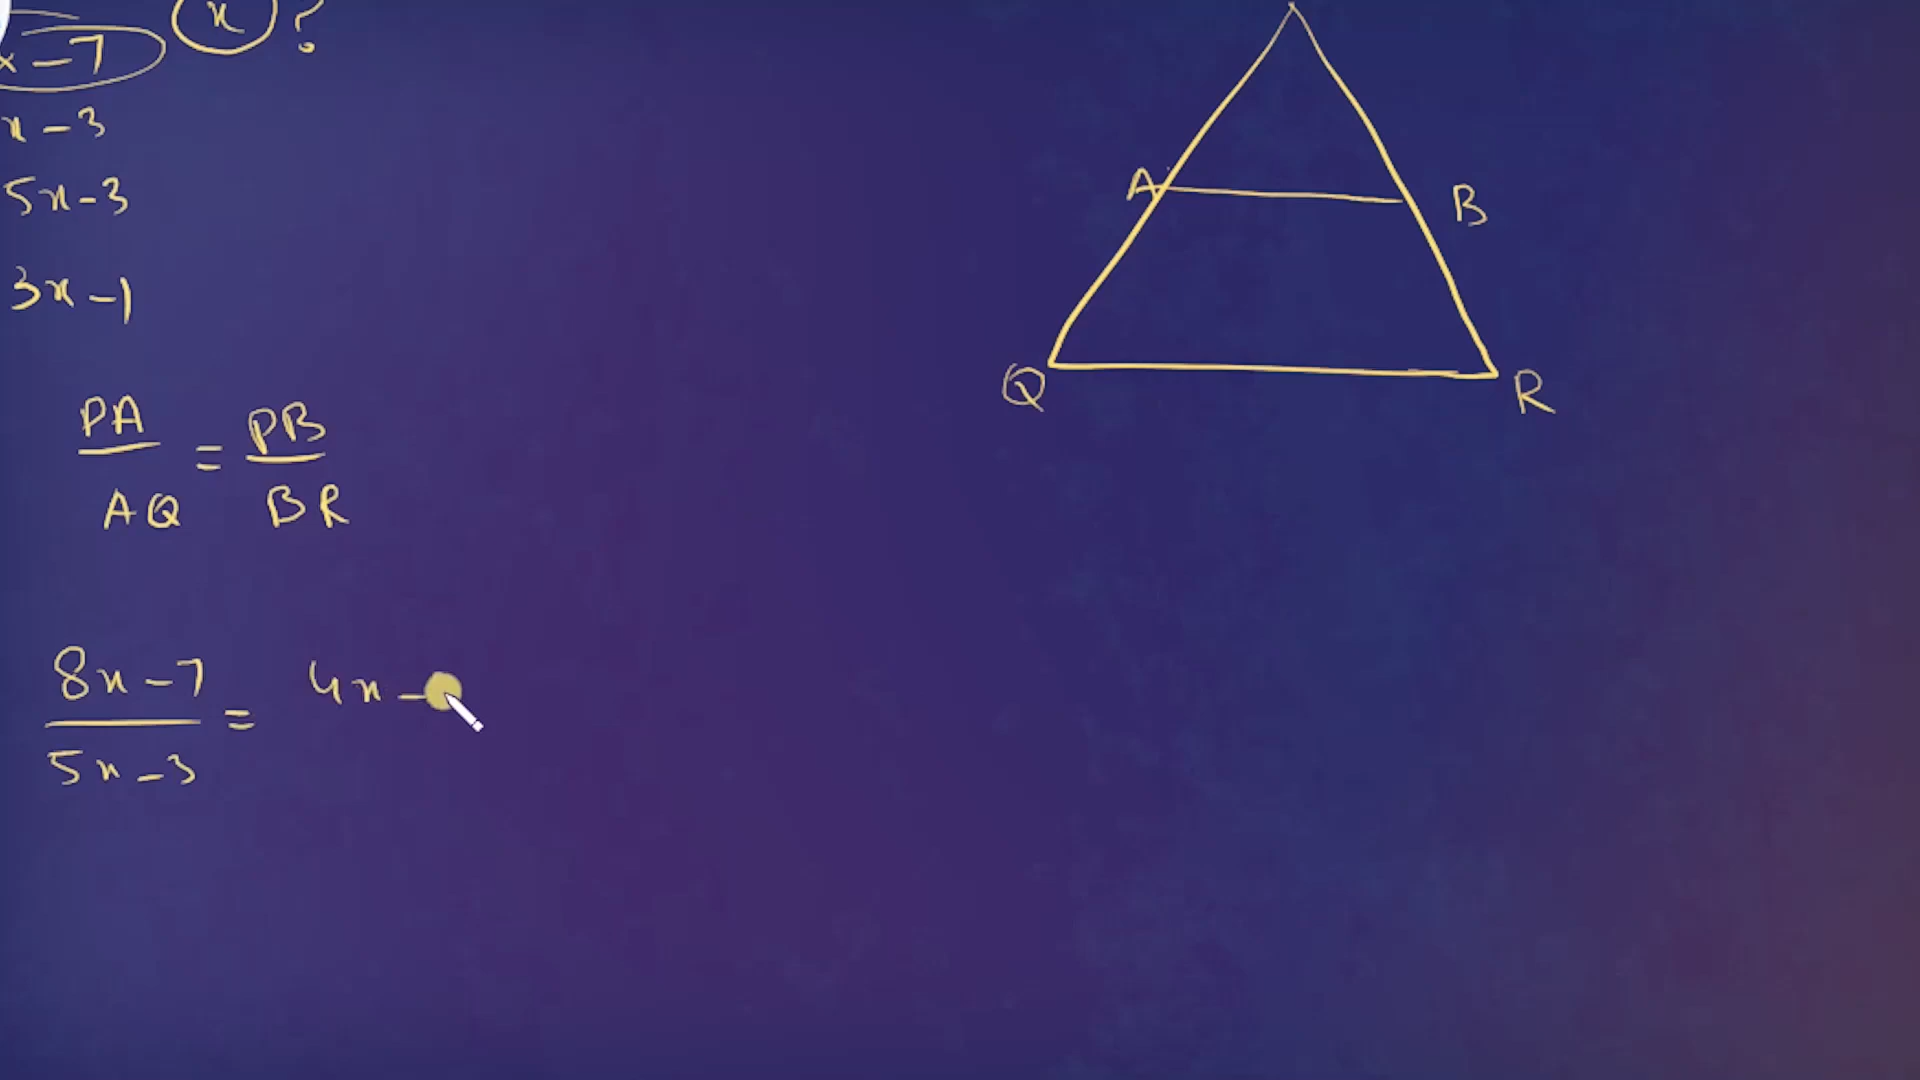 x ?
x - 7
x - 3
5x - 3
3x - 1
PA / AQ = PB / BR
8x - 7 / 5x - 3 = 4x -
A
B
Q
R